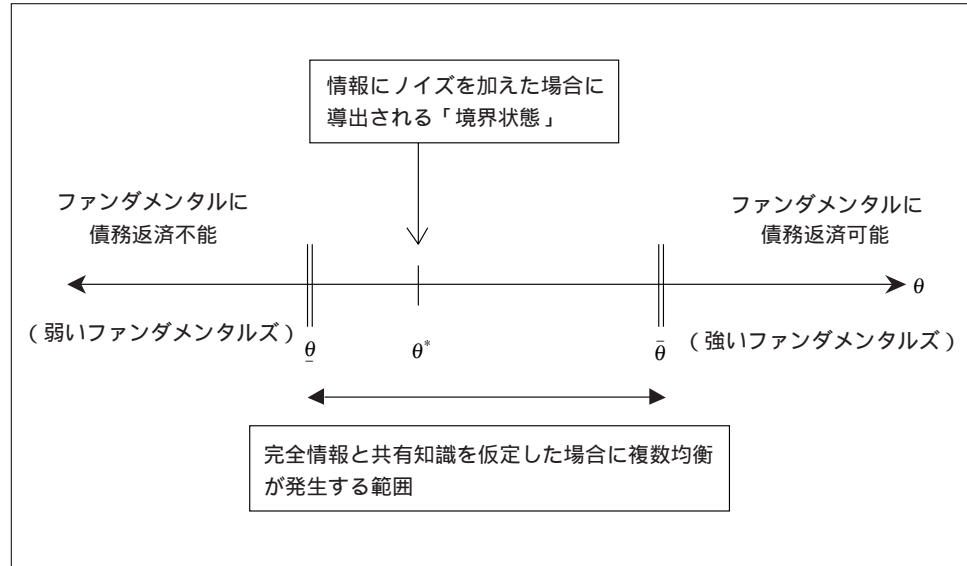 情報にノイズを加えた場合に
導出される「境界状態」
ファンダメンタルに
債務返済不能
ファンダメンタルに
債務返済可能
θ
(弱いファンダメンタルズ)
θ̲
θ*
θ̄
(強いファンダメンタルズ)
完全情報と共有知識を仮定した場合に複数均衡
が発生する範囲